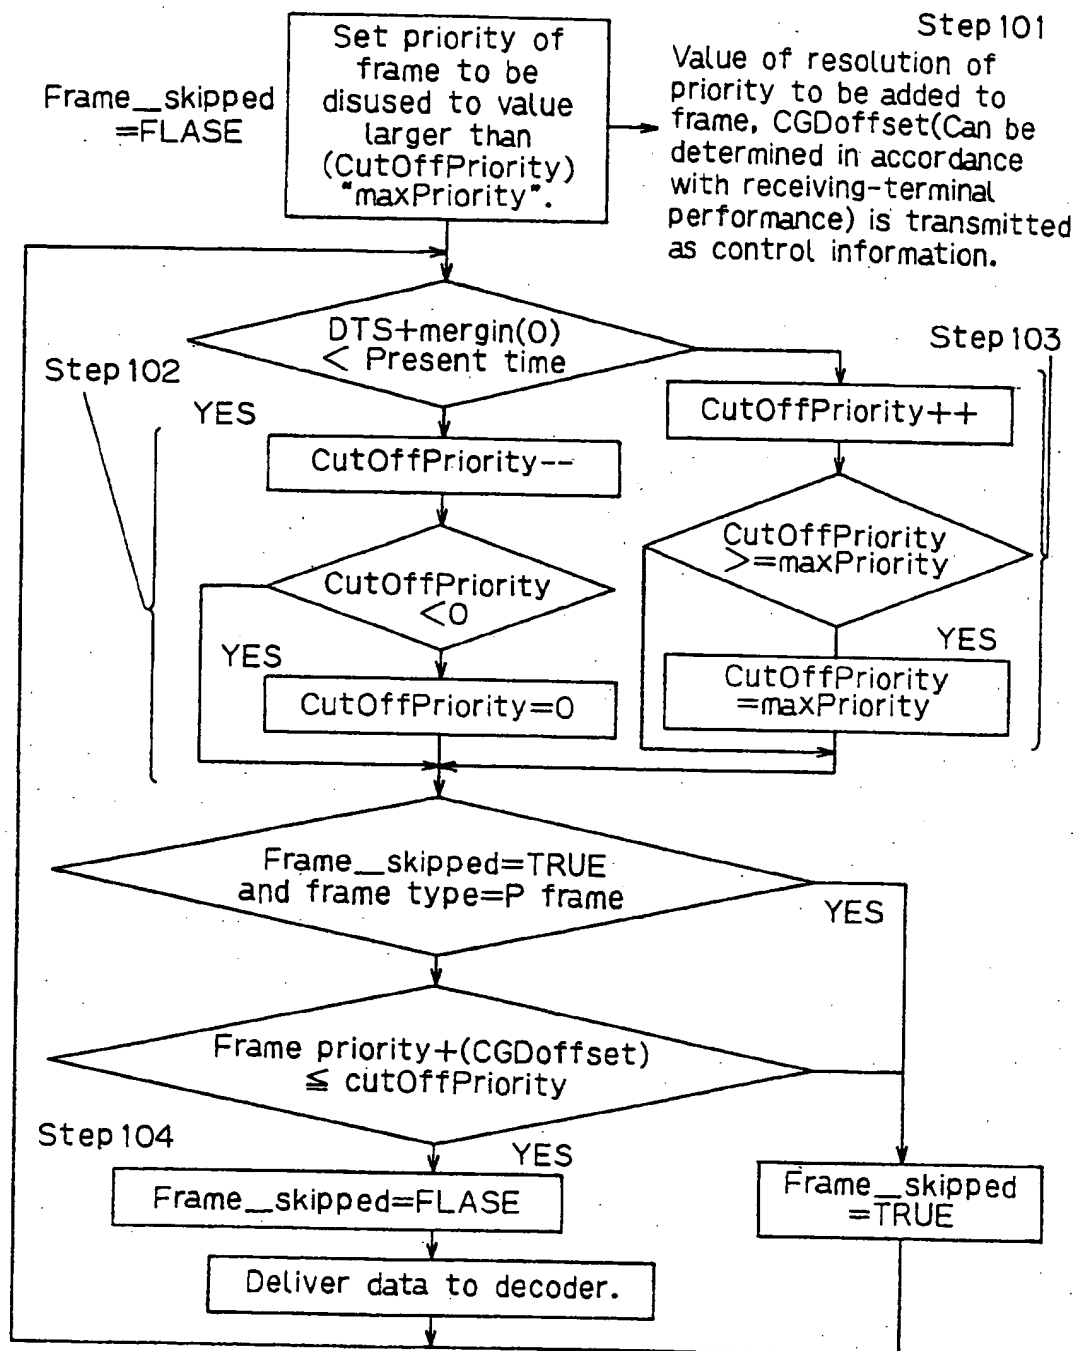 Step 101
Frame__skipped
=FLASE
Set priority of
frame to be
disused to value
larger than
(CutOffPriority)
"maxPriority".
Value of resolution of
priority to be added to
frame, CGDoffset(Can be
determined in accordance
with receiving-terminal
performance) is transmitted
as control information.
DTS+mergin(0)
< Present time
Step 102
YES
Step 103
CutOffPriority--
CutOffPriority++
CutOffPriority
<0
CutOffPriority
>=maxPriority
YES
YES
CutOffPriority=0
CutOffPriority
=maxPriority
Frame__skipped=TRUE
and frame type=P frame
YES
Frame priority+(CGDoffset)
≦ cutOffPriority
Step 104
YES
Frame__skipped=FLASE
Frame__skipped
=TRUE
Deliver data to decoder.